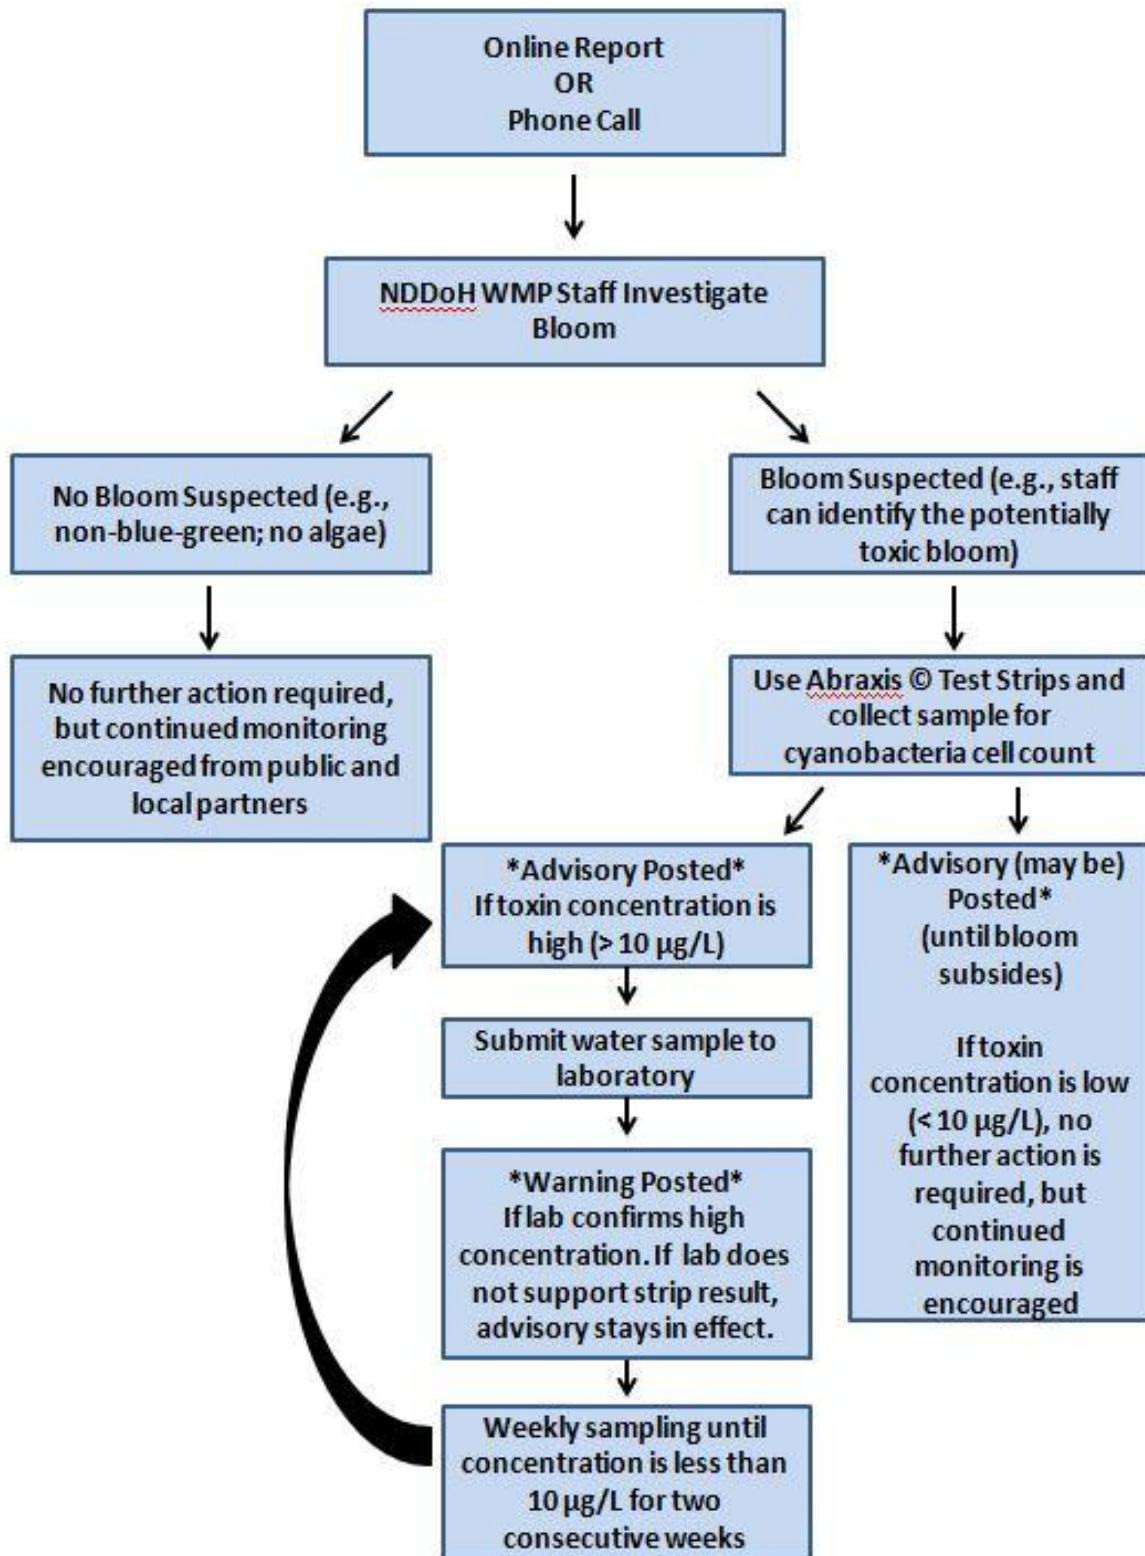 Online Report
OR
Phone Call
NDDoH WMP Staff Investigate
Bloom
No Bloom Suspected (e.g.,
non-blue-green; no algae)
Bloom Suspected (e.g., staff
can identify the potentially
toxic bloom)
No further action required,
but continued monitoring
encouraged from public and
local partners
Use Abraxis © Test Strips and
collect sample for
cyanobacteria cell count
*Advisory Posted*
If toxin concentration is
high (> 10 µg/L)
*Advisory (may be)
Posted*
(until bloom
subsides)
If toxin
concentration is low
(< 10 µg/L), no
further action is
required, but
continued
monitoring is
encouraged
Submit water sample to
laboratory
*Warning Posted*
If lab confirms high
concentration. If lab does
not support strip result,
advisory stays in effect.
Weekly sampling until
concentration is less than
10 µg/L for two
consecutive weeks